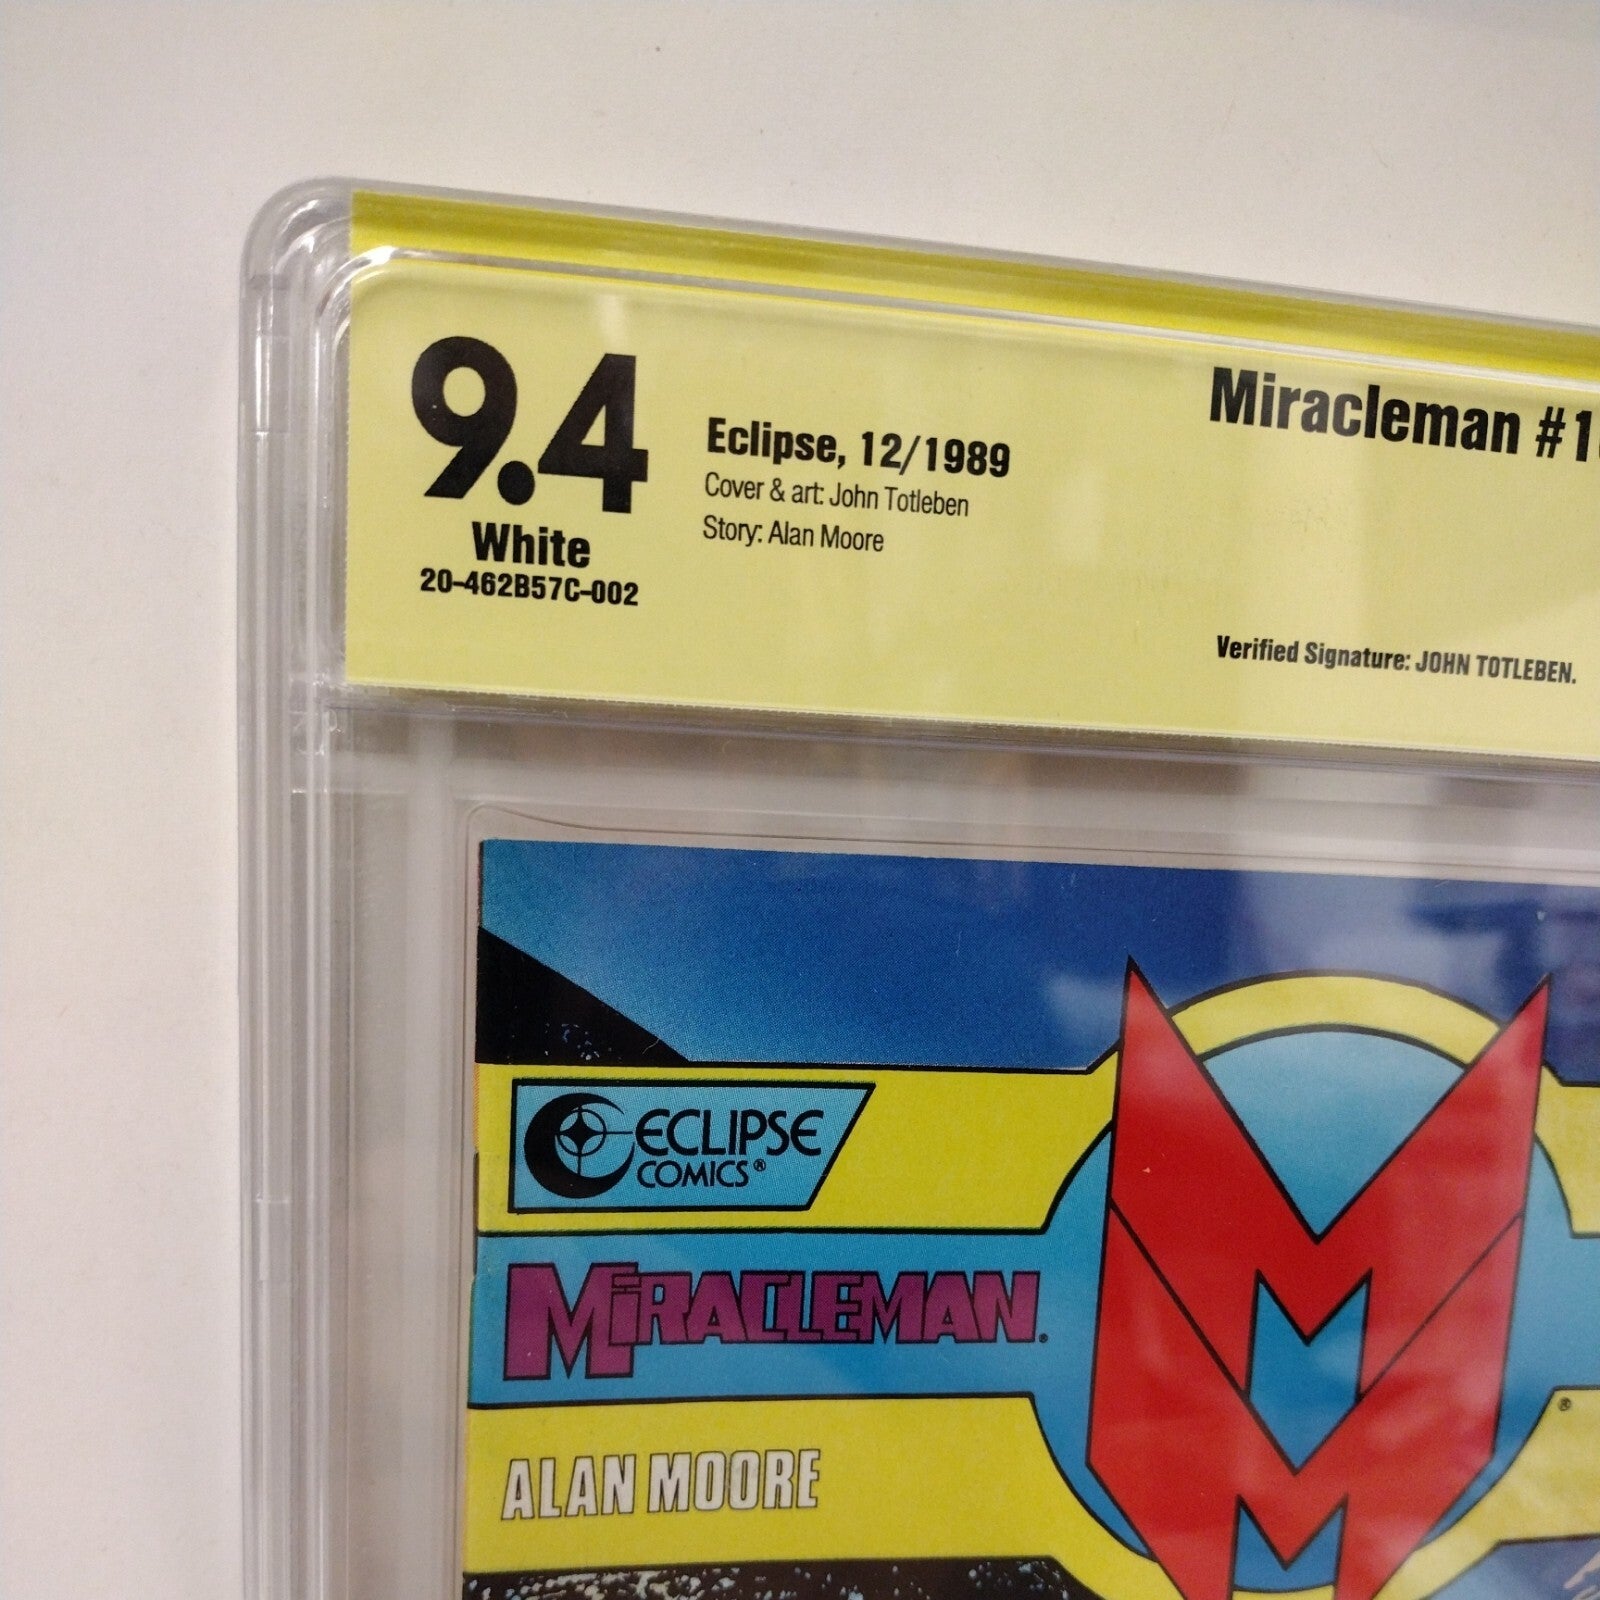 9.4
White
20-462B57C-002
Eclipse, 12/1989
Cover & art: John Totleben
Story: Alan Moore
Miracleman #1
Verified Signature: JOHN TOTLEBEN.
ECLIPSE
COMICS®
MIRACLEMAN.
®
ALAN MOORE